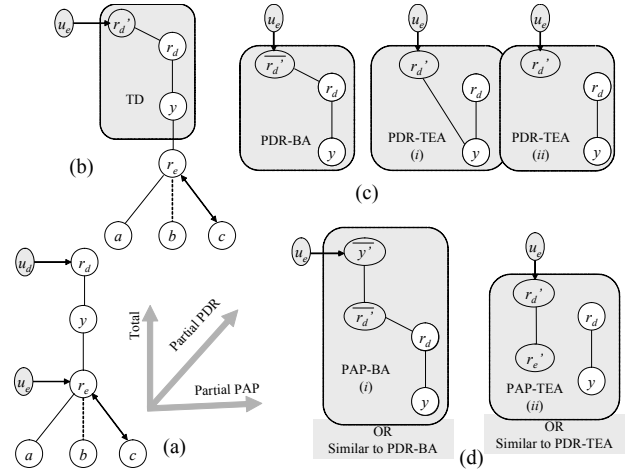 u_e
r_d'
r_d
TD
y
r_e
a
b
c
(b)
u_e
u_e
u_e
r_d'
r_d'
r_d'
r_d
r_d
r_d
PDR-BA
PDR-TEA
(i)
PDR-TEA
(ii)
y
y
y
(c)
u_d
r_d
y
u_e
r_e
a
b
c
(a)
Total
Partial PDR
Partial PAP
u_e
y'
r_d'
r_d
PAP-BA
(i)
y
OR
Similar to PDR-BA
(d)
u_e
r_d'
r_d
r_e'
y
PAP-TEA
(ii)
OR
Similar to PDR-TEA